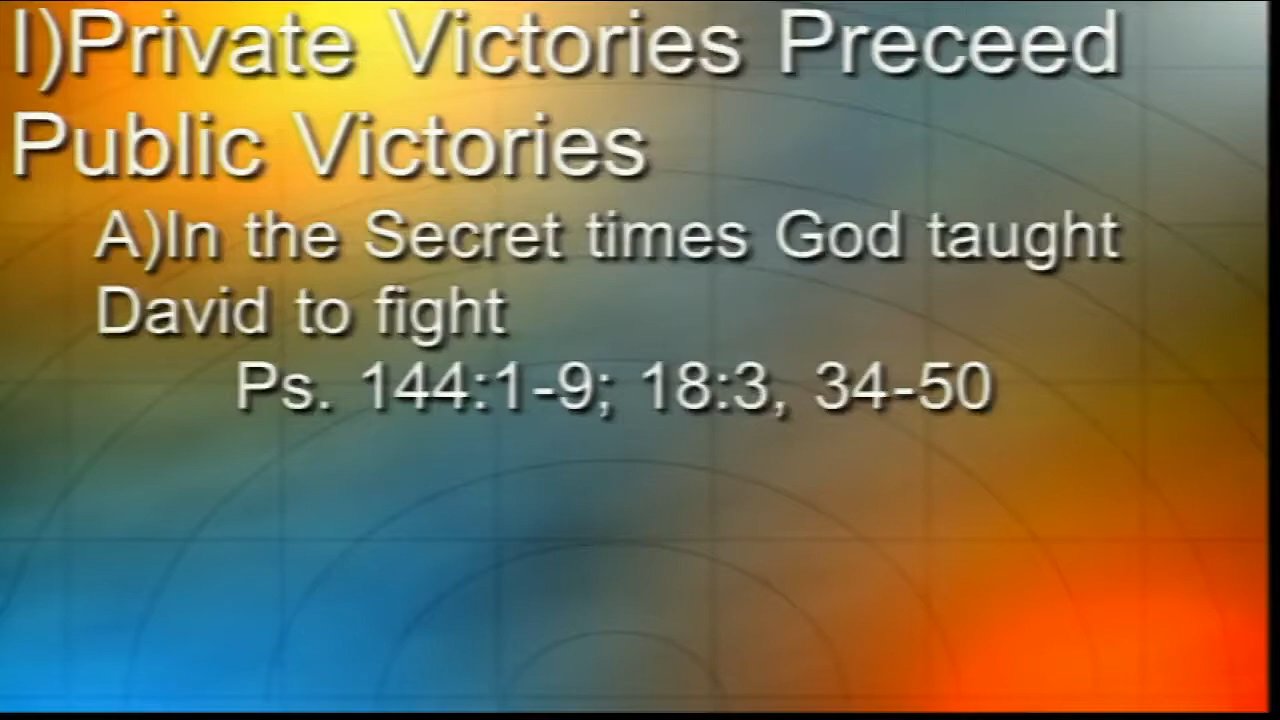 I)Private Victories Preceed
Public Victories
A)In the Secret times God taught
David to fight
Ps. 144:1-9; 18:3, 34-50